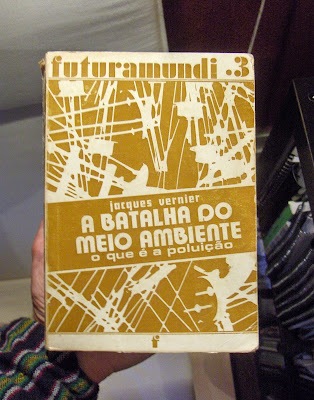 futuramundi .3
jacques vernier
A BATALHA DO
MEIO AMBIENTE
o que é a poluição
f